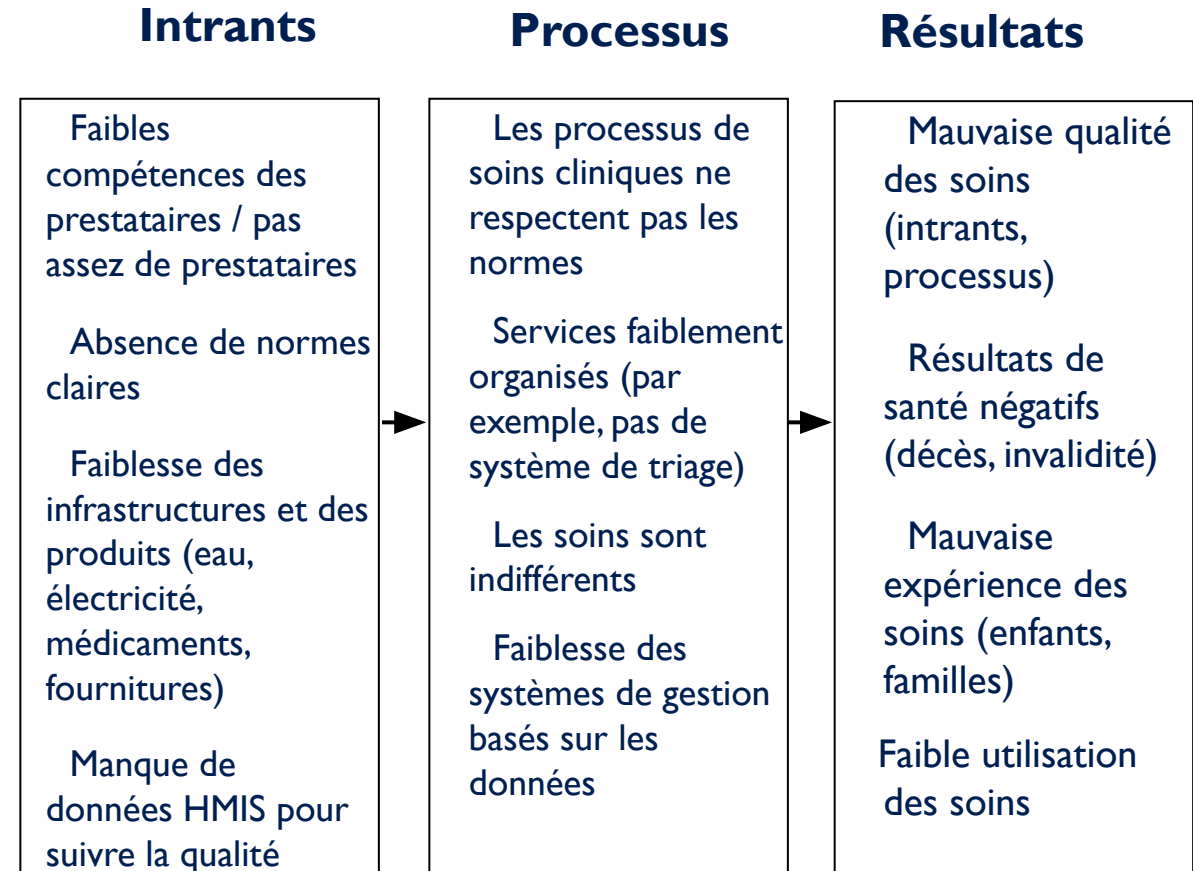 Intrants
Processus
Résultats
Faibles
compétences des
prestataires / pas
assez de prestataires
Absence de normes
claires
Faiblesse des
infrastructures et des
produits (eau,
électricité,
médicaments,
fournitures)
Manque de
données HMIS pour
suivre la qualité
Les processus de
soins cliniques ne
respectent pas les
normes
Services faiblement
organisés (par
exemple, pas de
système de triage)
Les soins sont
indifférents
Faiblesse des
systèmes de gestion
basés sur les
données
Mauvaise qualité
des soins
(intrants,
processus)
Résultats de
santé négatifs
(décès, invalidité)
Mauvaise
expérience des
soins (enfants,
familles)
Faible utilisation
des soins